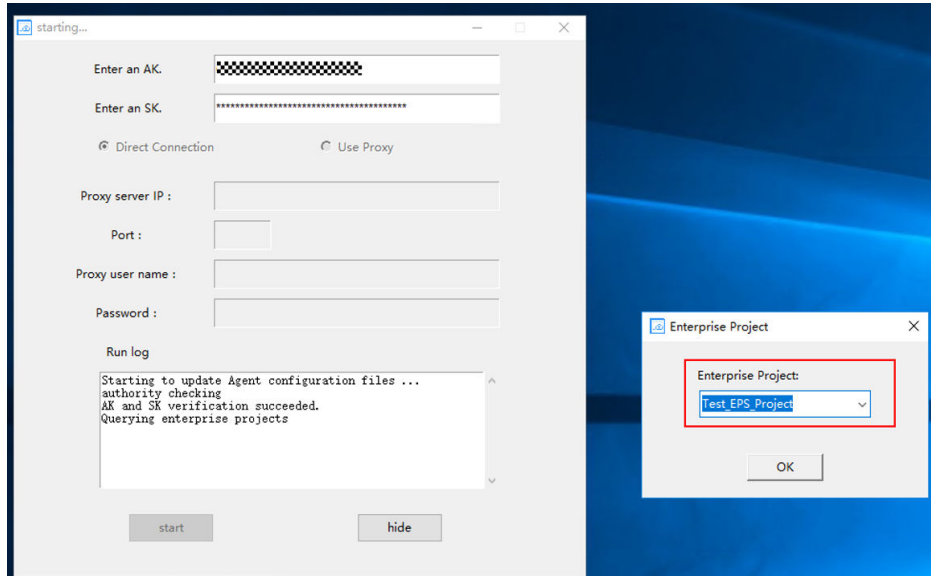 starting...
Enter an AK.
Enter an SK.
****************************************
Direct Connection
Use Proxy
Proxy server IP :
Port :
Proxy user name :
Password :
Run log
Starting to update Agent configuration files ...
authority checking
AK and SK verification succeeded.
Querying enterprise projects
start
hide
Enterprise Project
Enterprise Project:
Test_EPS_Project
OK